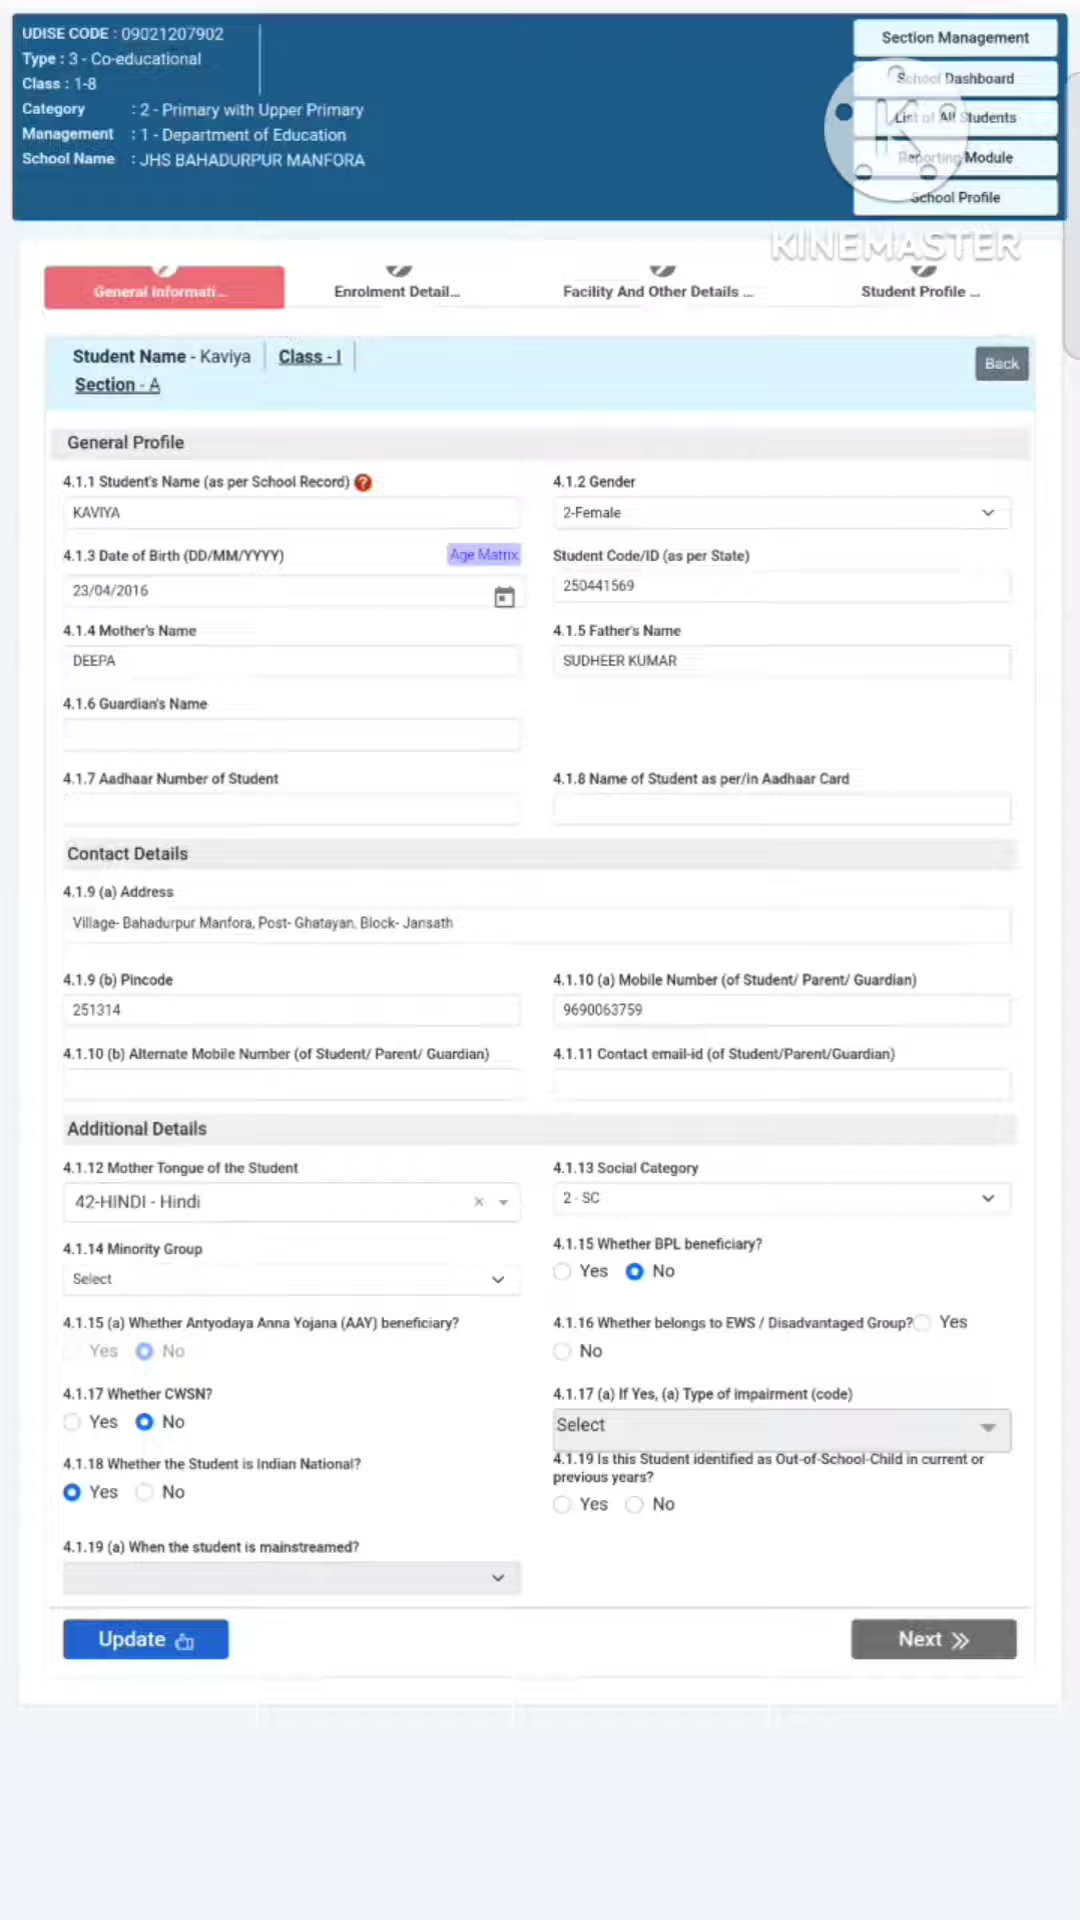 UDISE CODE : 09021207902
Type : 3 - Co-educational
Class : 1-8
Category : 2 - Primary with Upper Primary
Management : 1 - Department of Education
School Name : JHS BAHADURPUR MANFORA
Section Management
School Dashboard
List of All Students
Reporting Module
School Profile
K
KINEMASTER
General Informati...
Enrolment Detail...
Facility And Other Details ...
Student Profile ...
Student Name - Kaviya
Class - I
Section - A
Back
General Profile
4.1.1 Student's Name (as per School Record) ?
KAVIYA
4.1.2 Gender
2-Female
4.1.3 Date of Birth (DD/MM/YYYY)
Age Matrix
23/04/2016
Student Code/ID (as per State)
250441569
4.1.4 Mother's Name
DEEPA
4.1.5 Father's Name
SUDHEER KUMAR
4.1.6 Guardian's Name
4.1.7 Aadhaar Number of Student
4.1.8 Name of Student as per/in Aadhaar Card
Contact Details
4.1.9 (a) Address
Village- Bahadurpur Manfora, Post- Ghatayan, Block- Jansath
4.1.9 (b) Pincode
251314
4.1.10 (a) Mobile Number (of Student/ Parent/ Guardian)
9690063759
4.1.10 (b) Alternate Mobile Number (of Student/ Parent/ Guardian)
4.1.11 Contact email-id (of Student/Parent/Guardian)
Additional Details
4.1.12 Mother Tongue of the Student
42-HINDI - Hindi ×
4.1.13 Social Category
2 - SC
4.1.14 Minority Group
Select
4.1.15 Whether BPL beneficiary?
Yes No
4.1.15 (a) Whether Antyodaya Anna Yojana (AAY) beneficiary?
Yes No
4.1.16 Whether belongs to EWS / Disadvantaged Group? Yes
No
4.1.17 Whether CWSN?
Yes No
4.1.17 (a) If Yes, (a) Type of impairment (code)
Select
4.1.18 Whether the Student is Indian National?
Yes No
4.1.19 Is this Student identified as Out-of-School-Child in current or
previous years?
Yes No
4.1.19 (a) When the student is mainstreamed?
Update
Next